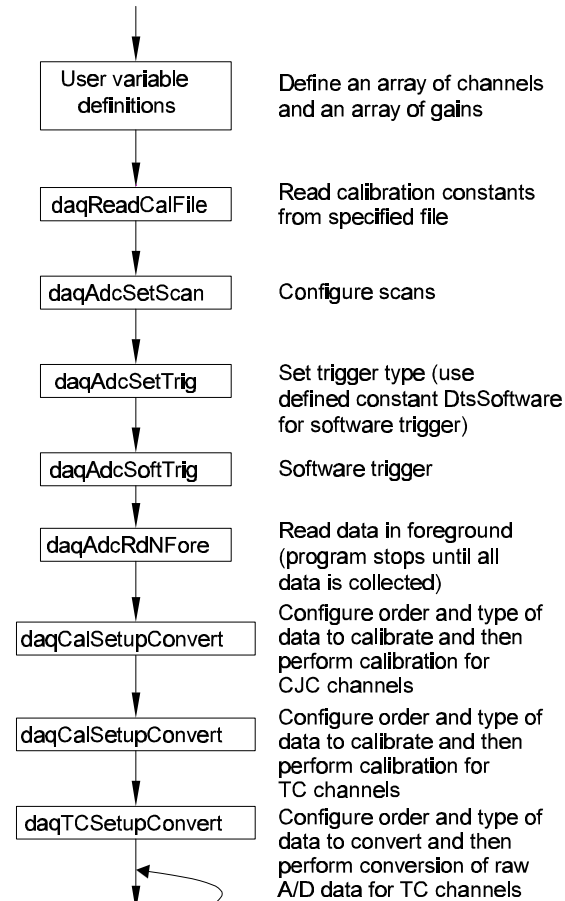 User variable
definitions
Define an array of channels
and an array of gains
daqReadCalFile
Read calibration constants
from specified file
daqAdcSetScan
Configure scans
daqAdcSetTrig
Set trigger type (use
defined constant DtsSoftware
for software trigger)
daqAdcSoftTrig
Software trigger
daqAdcRdNFore
Read data in foreground
(program stops until all
data is collected)
daqCalSetupConvert
Configure order and type of
data to calibrate and then
perform calibration for
CJC channels
daqCalSetupConvert
Configure order and type of
data to calibrate and then
perform calibration for
TC channels
daqTCSetupConvert
Configure order and type of
data to convert and then
perform conversion of raw
A/D data for TC channels